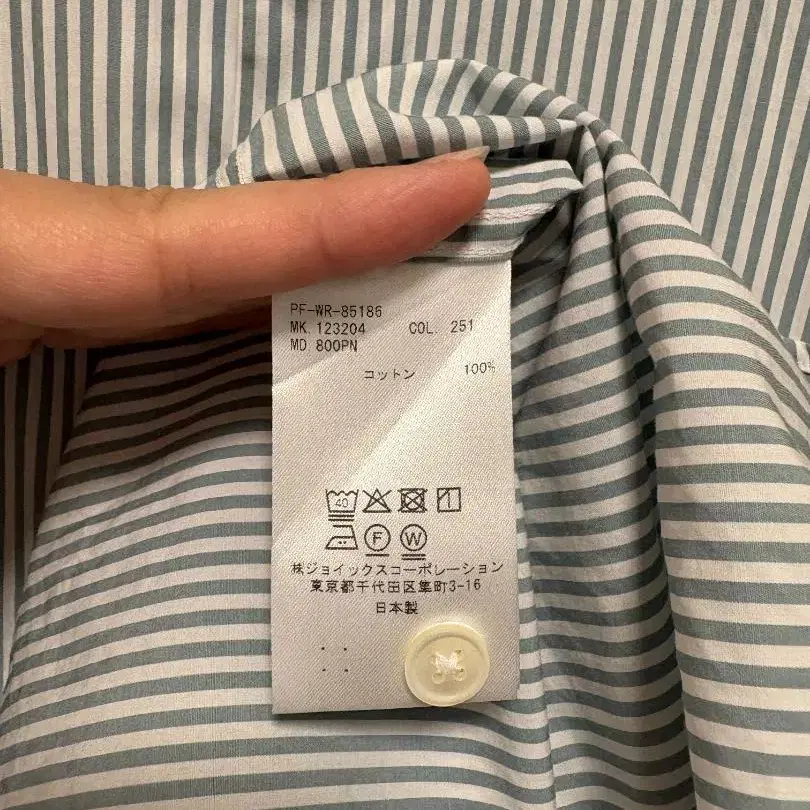 PF-WR-85186
MK. 123204 COL. 251
MD. 800PN
コットン 100%
40
F W
株ジョイックスコーポレーション
東京都千代田区隼町3-16
日本製